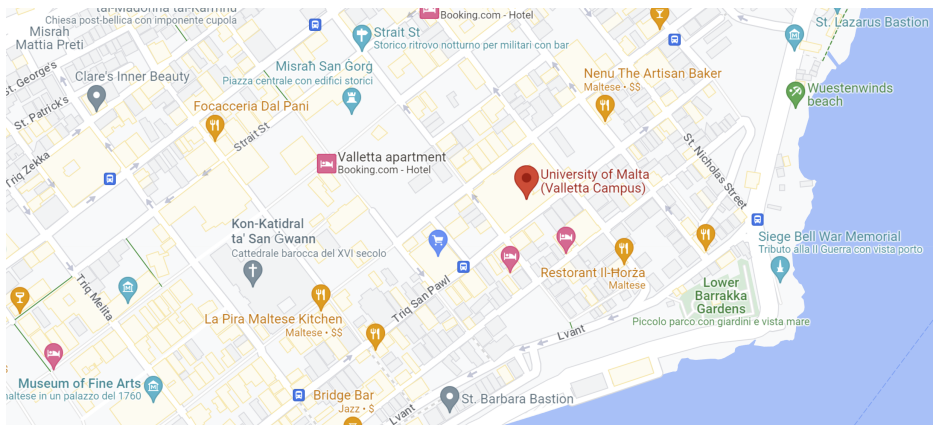 Chiesa post-bellica con imponente cupola
Booking.com - Hotel
St. Lazarus Bastion
Misraħ
Mattia Preti
Strait St
Storico ritrovo notturno per militari con bar
St. George's
Clare's Inner Beauty
Misraħ San Ġorġ
Piazza centrale con edifici storici
Nenu The Artisan Baker
Maltese • $$
Wuestenwinds
beach
St. Patrick's
Focacceria Dal Pani
Strait St
Triq Zekka
Valletta apartment
Booking.com - Hotel
St. Nicholas Street
University of Malta
(Valletta Campus)
Kon-Katidral
ta' San Ġwann
Cattedrale barocca del XVI secolo
Siege Bell War Memorial
Tributo alla II Guerra con vista porto
Restorant Il-Horza
Maltese
Triq Melita
Triq San Pawl
Lower
Barrakka
Gardens
Piccolo parco con giardini e vista mare
La Pira Maltese Kitchen
Maltese • $$
Lvant
Museum of Fine Arts
maltese in un palazzo del 1760
Bridge Bar
Jazz • $
Lvant
St. Barbara Bastion